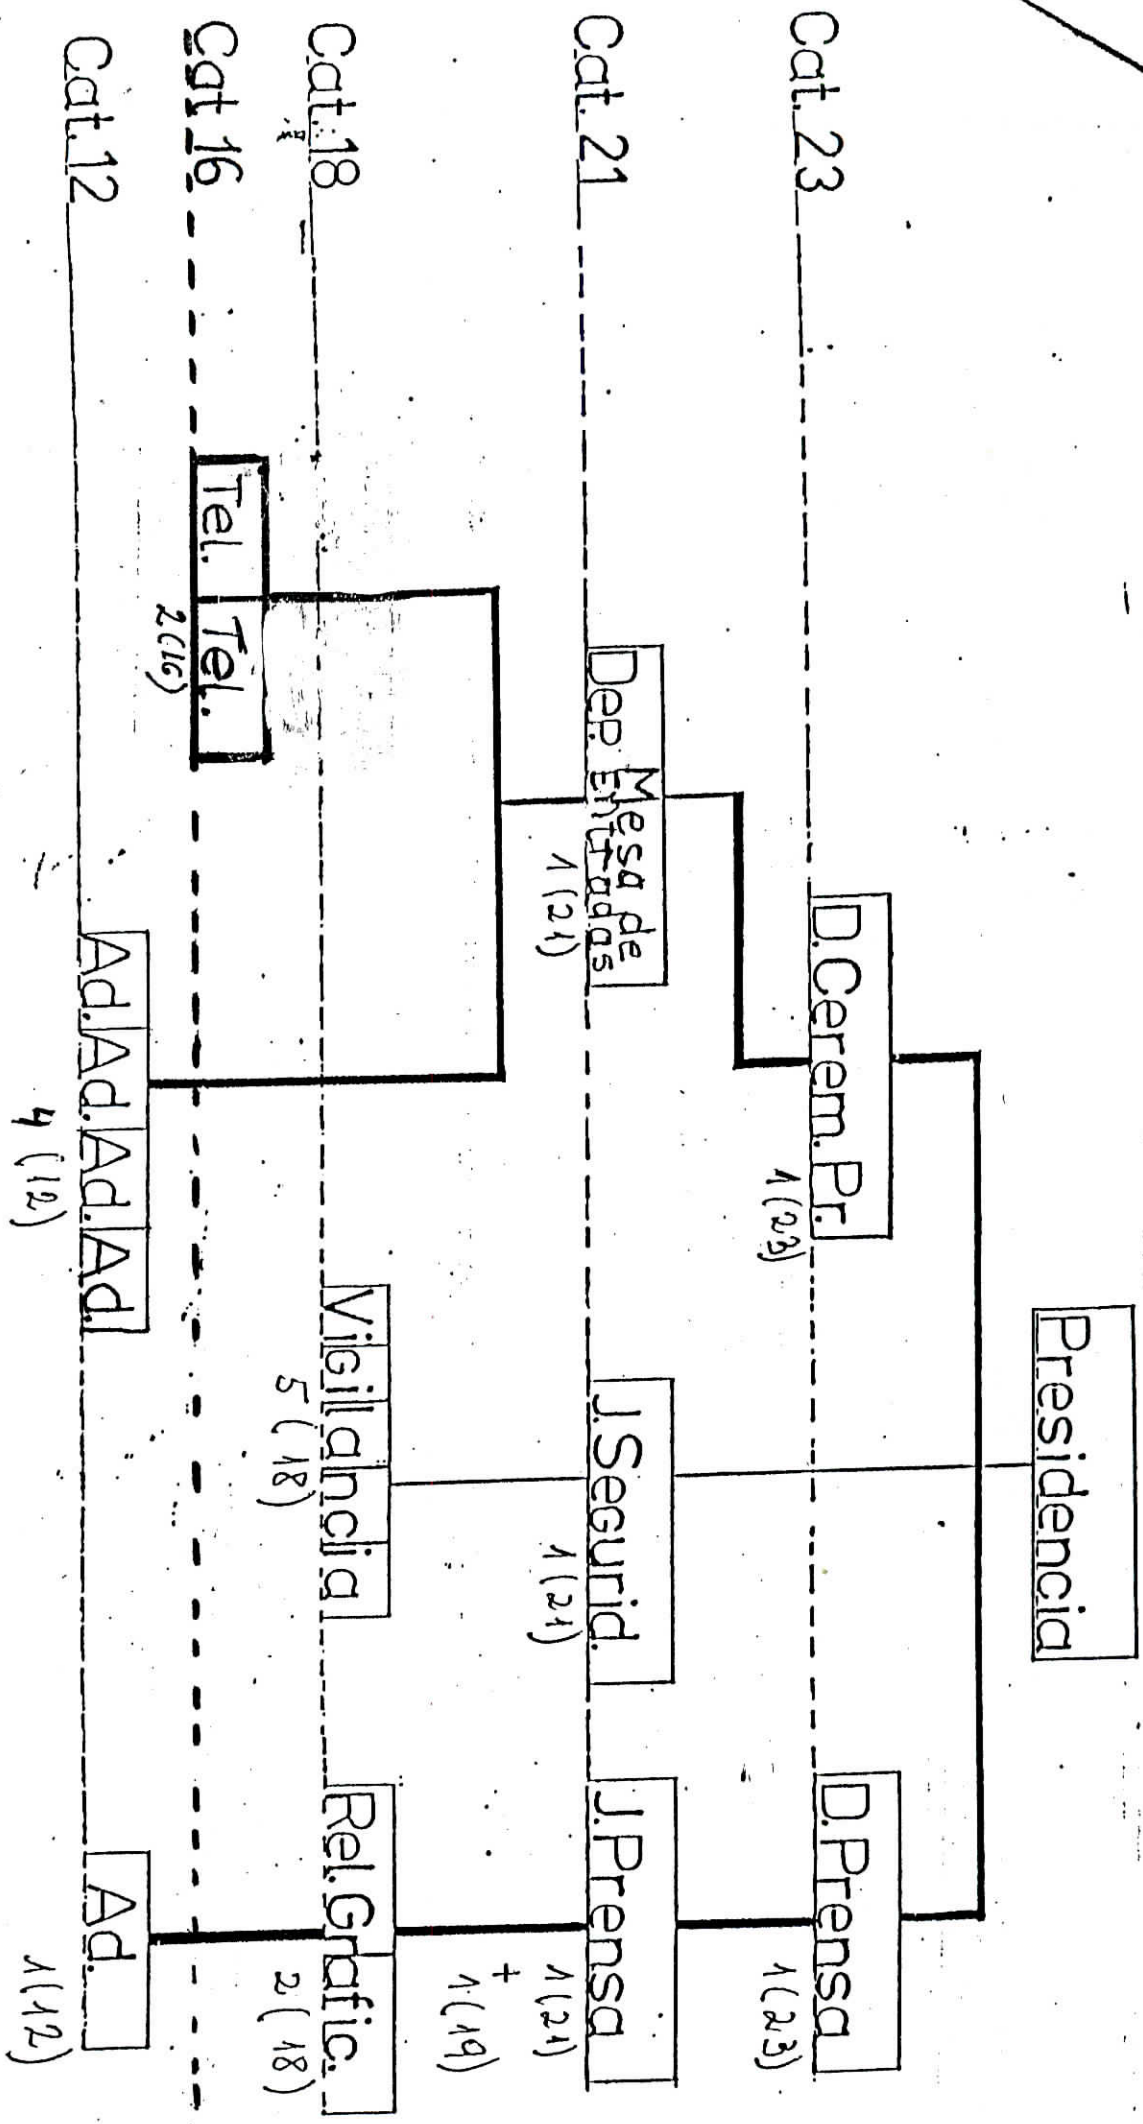 Presidencia
Cat. 23
D.Cerem.Pr.
1(23)
D.Prensa
1(23)
Cat. 21
Dep. Mesa de
Entradas
1(21)
J.Segurid.
1(21)
J.Prensa
1(21)
+
1(19)
Cat. 18
Vigilancia
5(18)
Rel.Grafic.
2(18)
Cat 16
Tel. Tel.
2(16)
Cat. 12
Ad. Ad. Ad. Ad.
4(12)
Ad.
1(12)